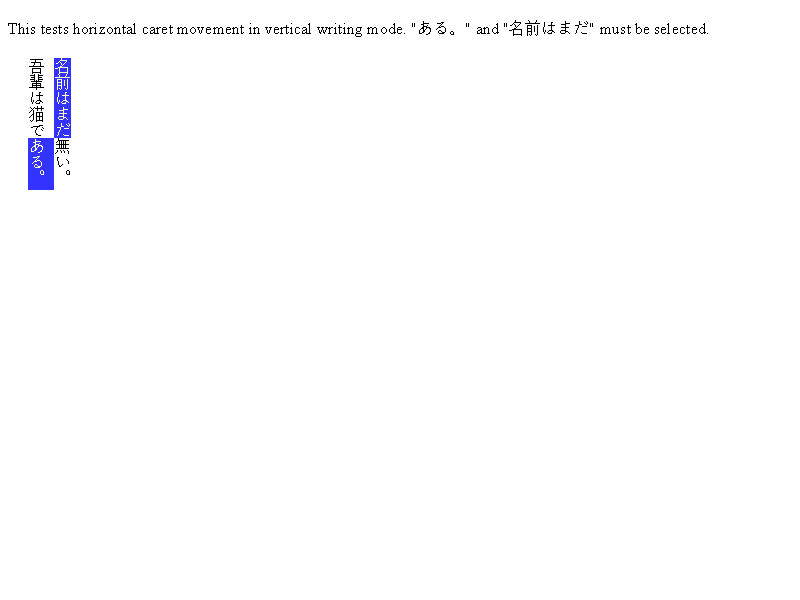 This tests horizontal caret movement in vertical writing mode. "ある。" and "名前はまだ" must be selected.
吾輩は猫である。
名前はまだ無い。